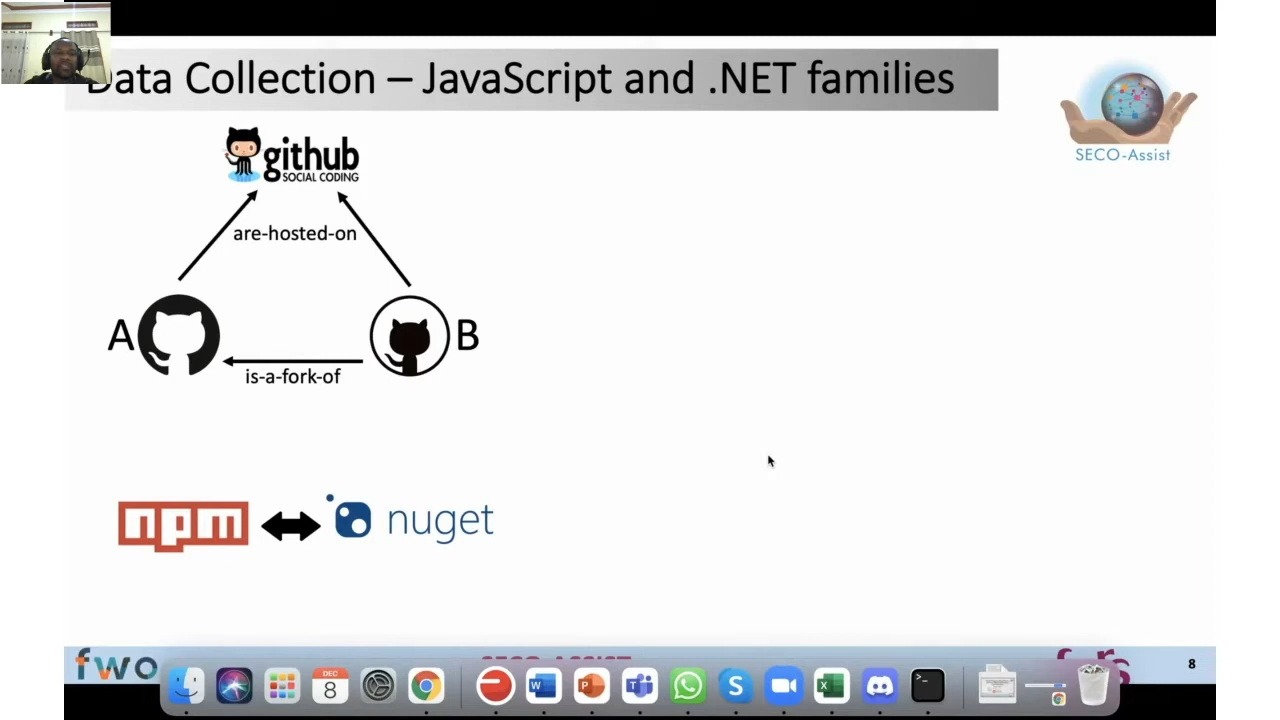 Data Collection – JavaScript and .NET families
SECO-Assist
github
SOCIAL CODING
are-hosted-on
A
B
is-a-fork-of
npm
nuget
fwo
8
DEC
8
W
P
T
S
X
>_